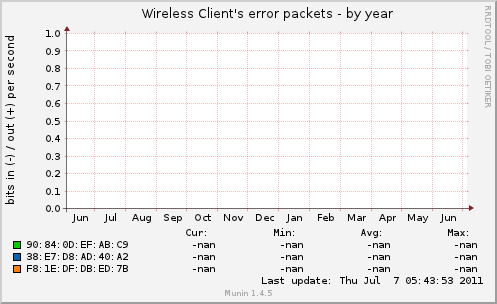 Wireless Client's error packets - by year
RRDTOOL / TOBI OETIKER
bits in (-) / out (+) per second
1.0
0.9
0.8
0.7
0.6
0.5
0.4
0.3
0.2
0.1
0.0
Jun Jul Aug Sep Oct Nov Dec Jan Feb Mar Apr May Jun
Cur: Min: Avg: Max:
90:84:0D:EF:AB:C9 -nan -nan -nan -nan
38:E7:D8:AD:40:A2 -nan -nan -nan -nan
F8:1E:DF:DB:ED:7B -nan -nan -nan -nan
Last update: Thu Jul 7 05:43:53 2011
Munin 1.4.5